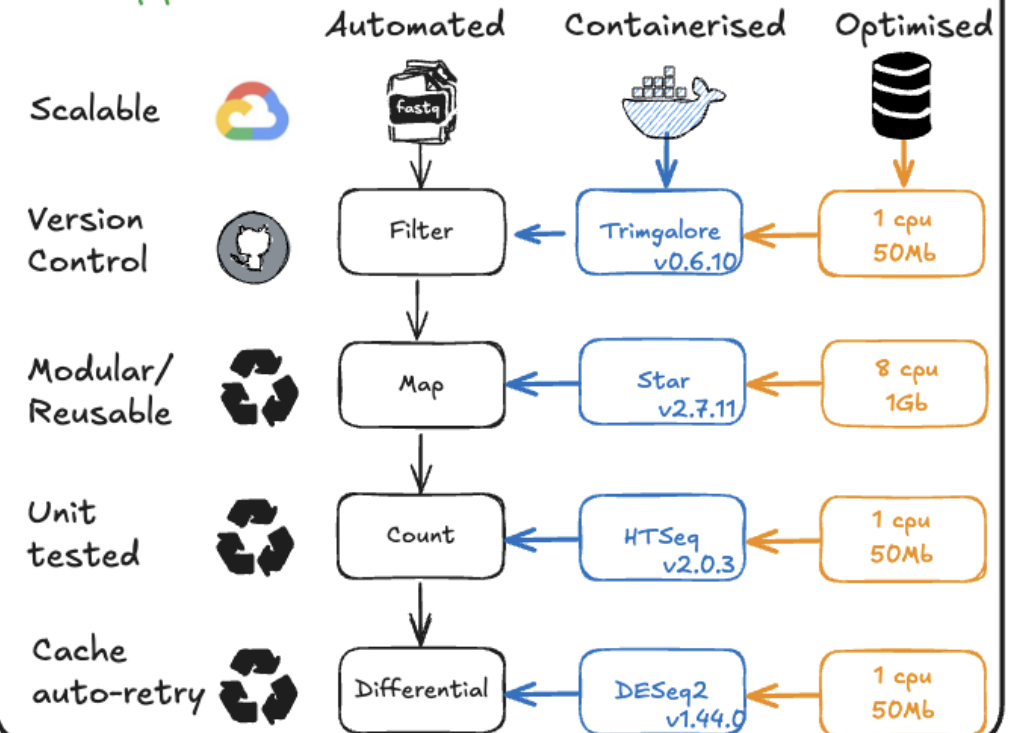 Automated
Containerised
Optimised
Scalable
fastq
Version
Control
Filter
Trimgalore
v0.6.10
1 cpu
50Mb
Modular/
Reusable
Map
Star
v2.7.11
8 cpu
1Gb
Unit
tested
Count
HTSeq
v2.0.3
1 cpu
50Mb
Cache
auto-retry
Differential
DESeq2
v1.44.0
1 cpu
50Mb